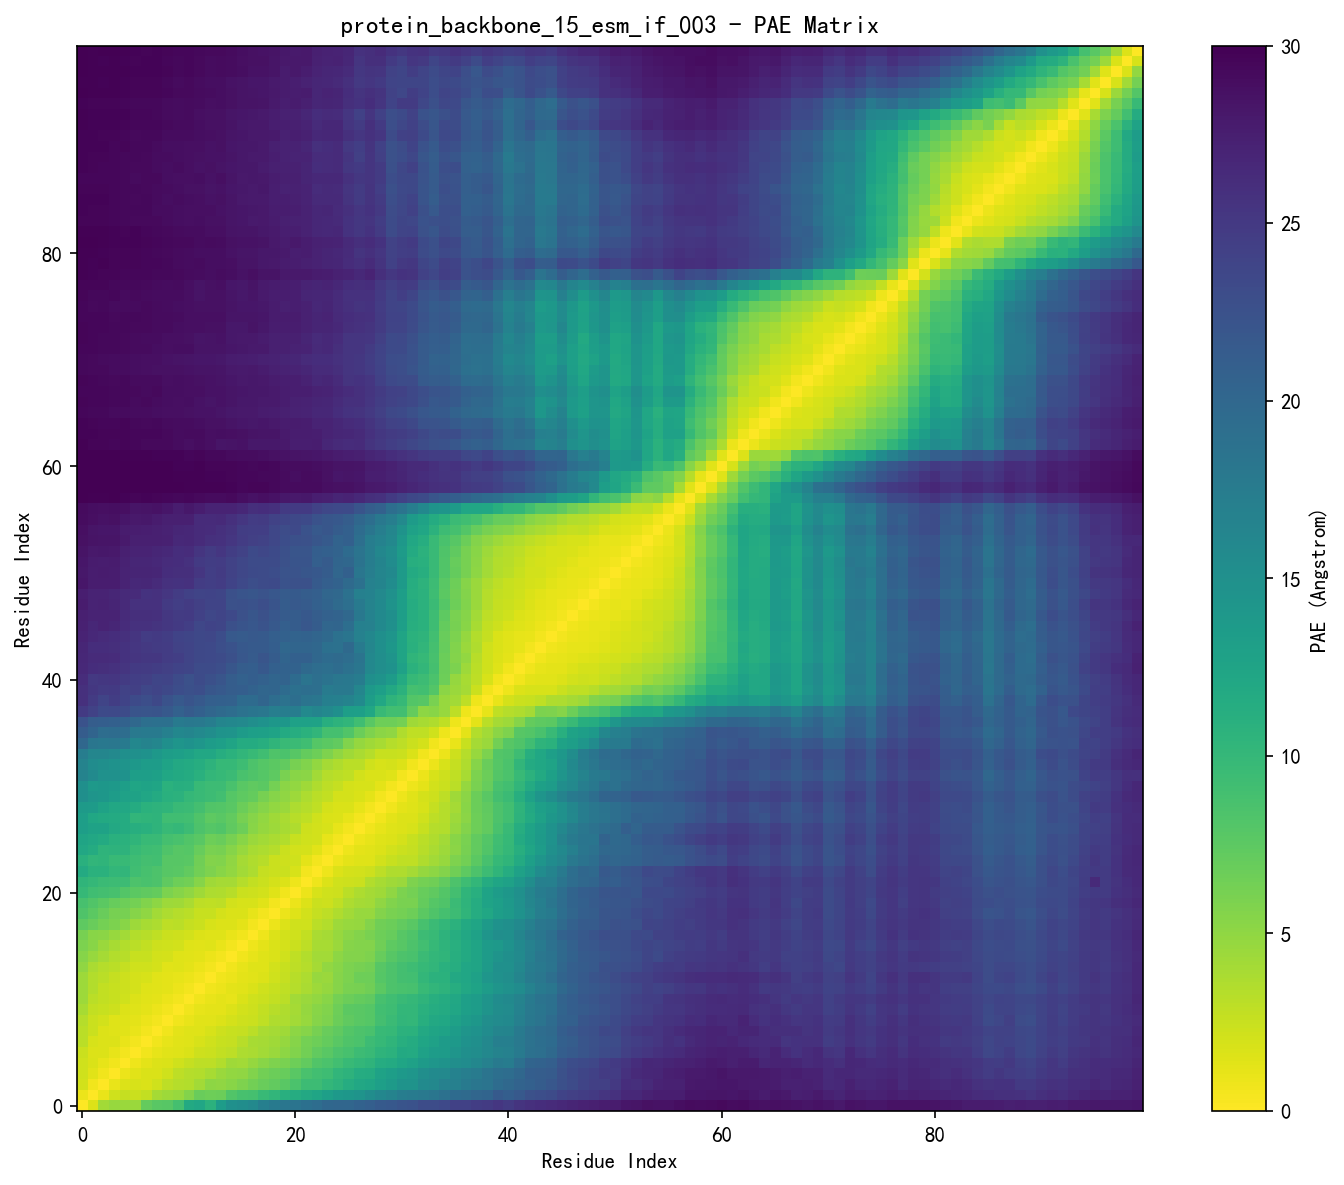 protein_backbone_15_esm_if_003 - PAE Matrix
Residue Index
80
60
40
20
0
0 20 40 60 80
Residue Index
30
25
20
15
10
5
0
PAE (Angstrom)